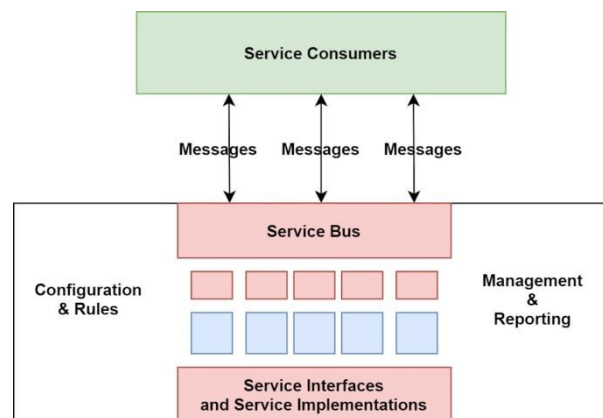 Service Consumers
Messages Messages Messages
Service Bus
Configuration
& Rules
Management
&
Reporting
Service Interfaces
and Service Implementations